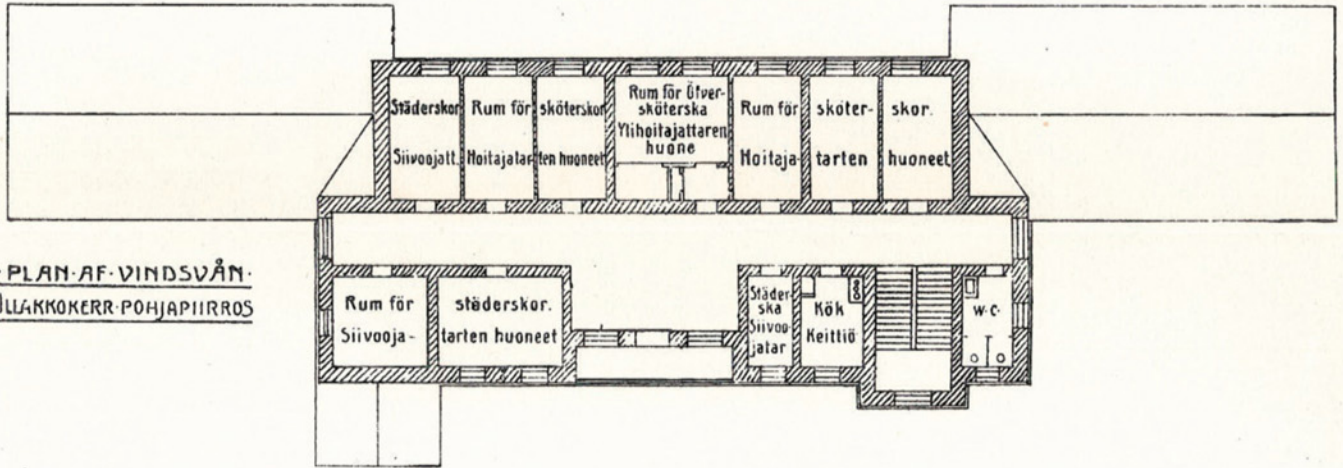 Städerskor
Siivoojatt.
Rum för
Hoitajatar
sköterskor
ten huoneet
Rum för Öfver-
sköterska
Ylihoitajattaren
huone
Rum för
Hoitaja-
sköter-
tarten
skor.
huoneet
PLAN·AF·VINDSVÅN·
ULLAKKOKERR·POHJAPIIRROS
Rum för
Siivooja-
städerskor.
tarten huoneet
Städer-
ska
Siivoo-
jatar
Kök
Keittiö
W·C·